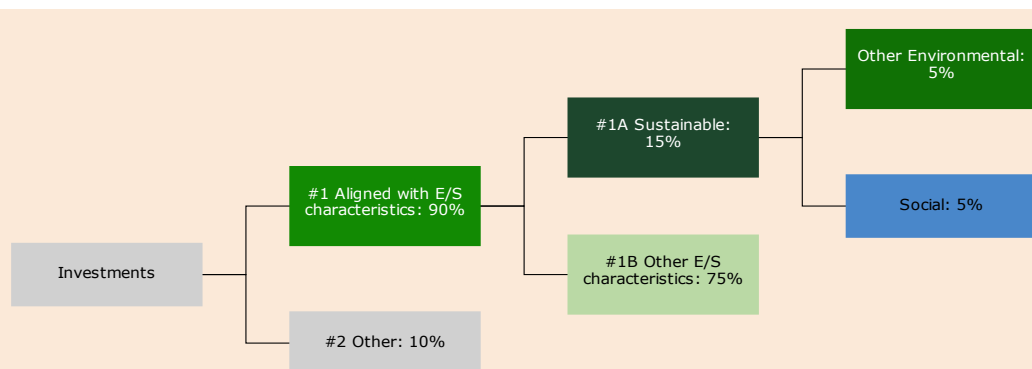 Other Environmental:
5%
#1A Sustainable:
15%
#1 Aligned with E/S
characteristics: 90%
Social: 5%
Investments
#1B Other E/S
characteristics: 75%
#2 Other: 10%